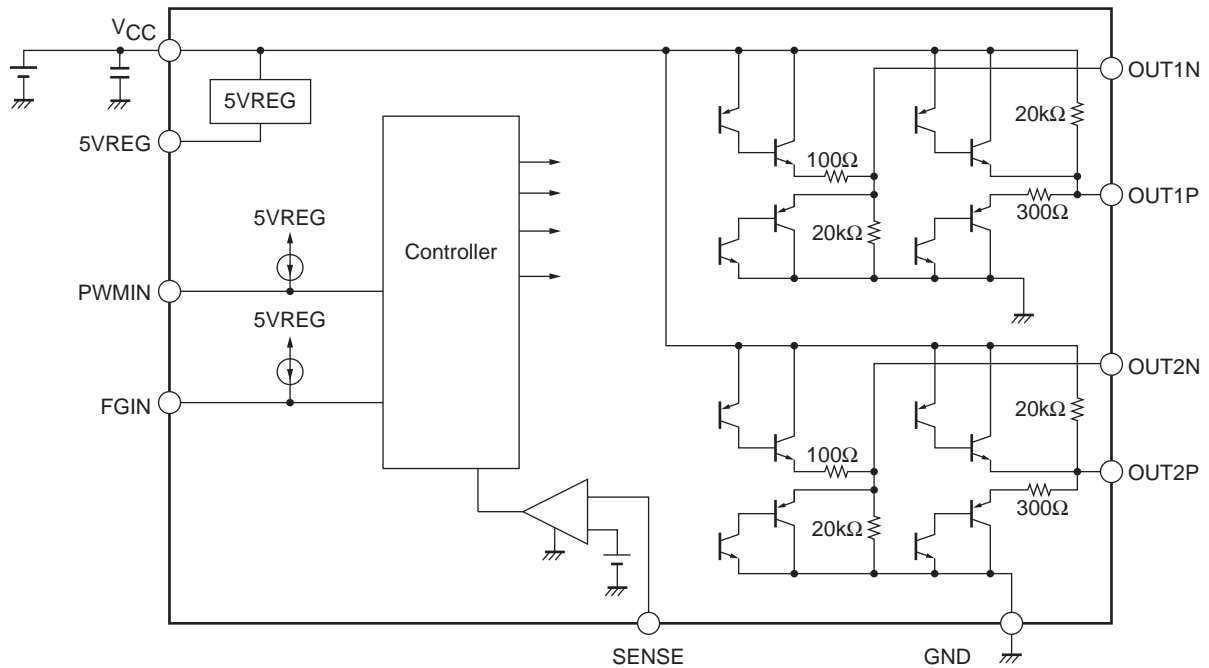 VCC
5VREG
5VREG
5VREG
PWMIN
5VREG
FGIN
Controller
SENSE
GND
OUT1N
20kΩ
100Ω
OUT1P
300Ω
20kΩ
OUT2N
20kΩ
100Ω
OUT2P
300Ω
20kΩ